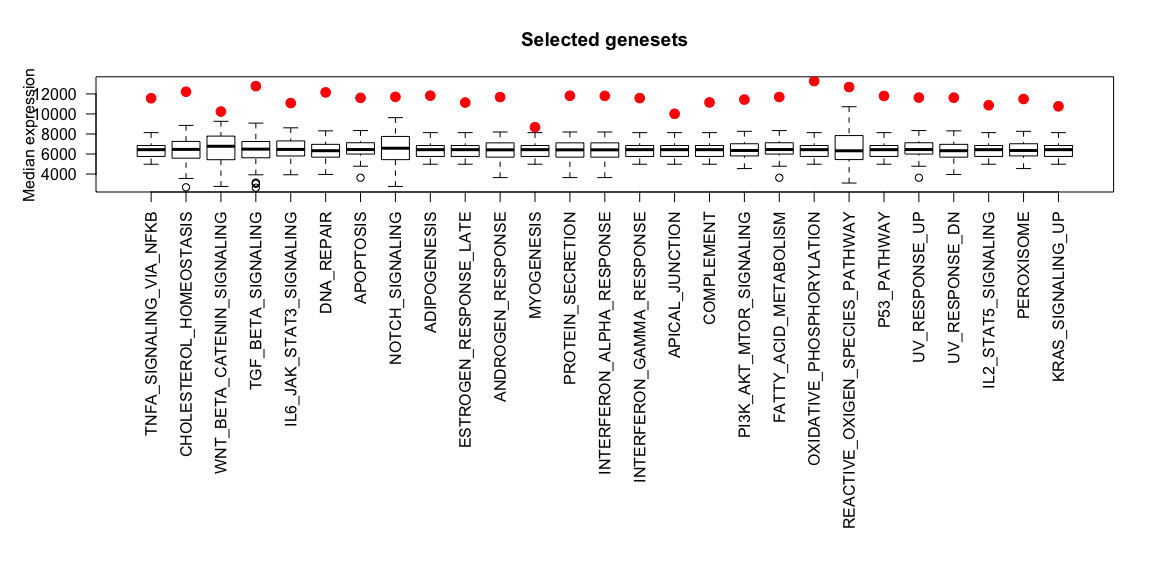 Selected genesets
Median expression
12000
10000
8000
6000
4000
TNFA_SIGNALING_VIA_NFKB
CHOLESTEROL_HOMEOSTASIS
WNT_BETA_CATENIN_SIGNALING
TGF_BETA_SIGNALING
IL6_JAK_STAT3_SIGNALING
DNA_REPAIR
APOPTOSIS
NOTCH_SIGNALING
ADIPOGENESIS
ESTROGEN_RESPONSE_LATE
ANDROGEN_RESPONSE
MYOGENESIS
PROTEIN_SECRETION
INTERFERON_ALPHA_RESPONSE
INTERFERON_GAMMA_RESPONSE
APICAL_JUNCTION
COMPLEMENT
PI3K_AKT_MTOR_SIGNALING
FATTY_ACID_METABOLISM
OXIDATIVE_PHOSPHORYLATION
REACTIVE_OXIGEN_SPECIES_PATHWAY
P53_PATHWAY
UV_RESPONSE_UP
UV_RESPONSE_DN
IL2_STAT5_SIGNALING
PEROXISOME
KRAS_SIGNALING_UP